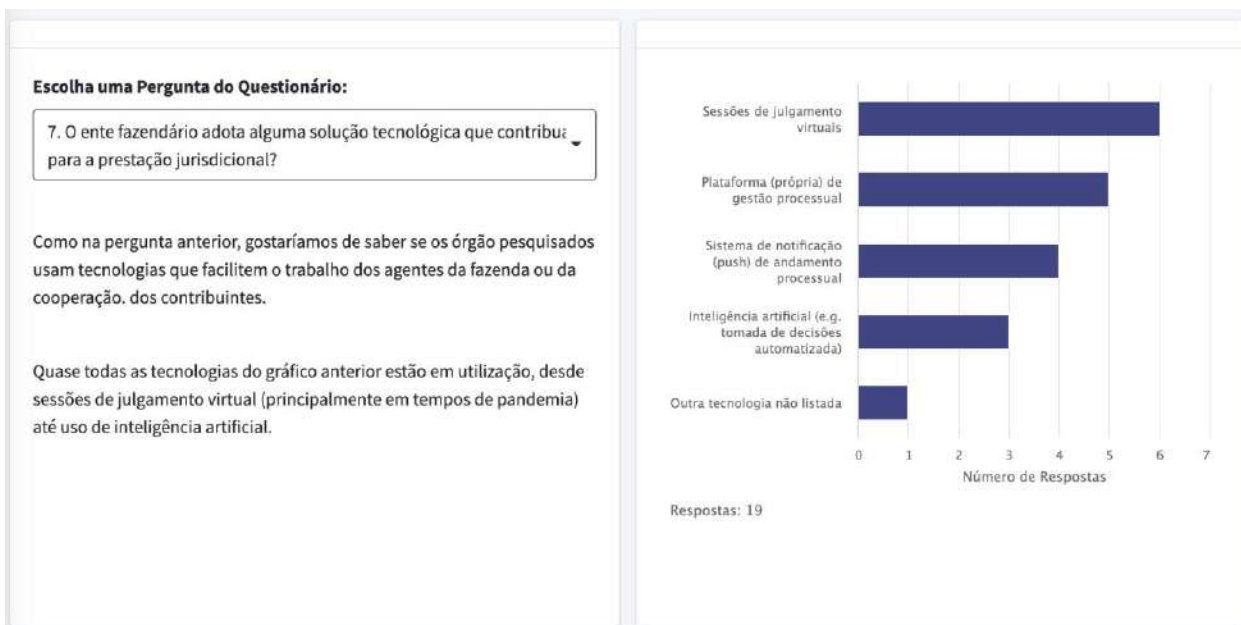 Escolha uma Pergunta do Questionário:
7. O ente fazendário adota alguma solução tecnológica que contribua
para a prestação jurisdicional?
Como na pergunta anterior, gostaríamos de saber se os órgão pesquisados
usam tecnologias que facilitem o trabalho dos agentes da fazenda ou da
cooperação. dos contribuintes.
Quase todas as tecnologias do gráfico anterior estão em utilização, desde
sessões de julgamento virtual (principalmente em tempos de pandemia)
até uso de inteligência artificial.
Sessões de julgamento
virtuais
Plataforma (própria) de
gestão processual
Sistema de notificação
(push) de andamento
processual
Inteligência artificial (e.g.
tomada de decisões
automatizada)
Outra tecnologia não listada
0 1 2 3 4 5 6 7
Número de Respostas
Respostas: 19